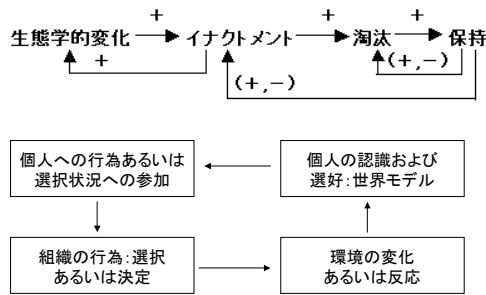 + + +
生態学的変化 イナクトメント 淘汰 保持
+ (+,-)
(+,-)
個人への行為あるいは
選択状況への参加
個人の認識および
選好:世界モデル
組織の行為:選択
あるいは決定
環境の変化
あるいは反応